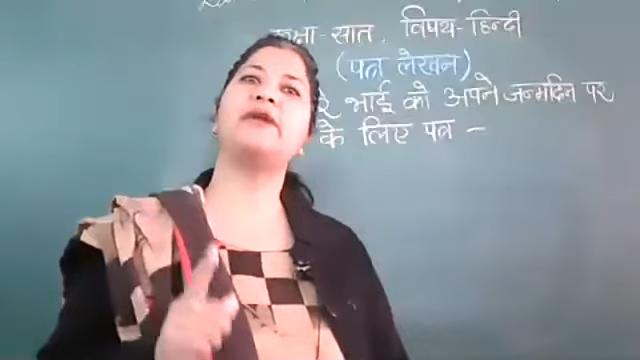 कक्षा-सात, विषय-हिन्दी
(पत्र लेखन)
रे भाई को अपने जन्मदिन पर
के लिए पत्र -